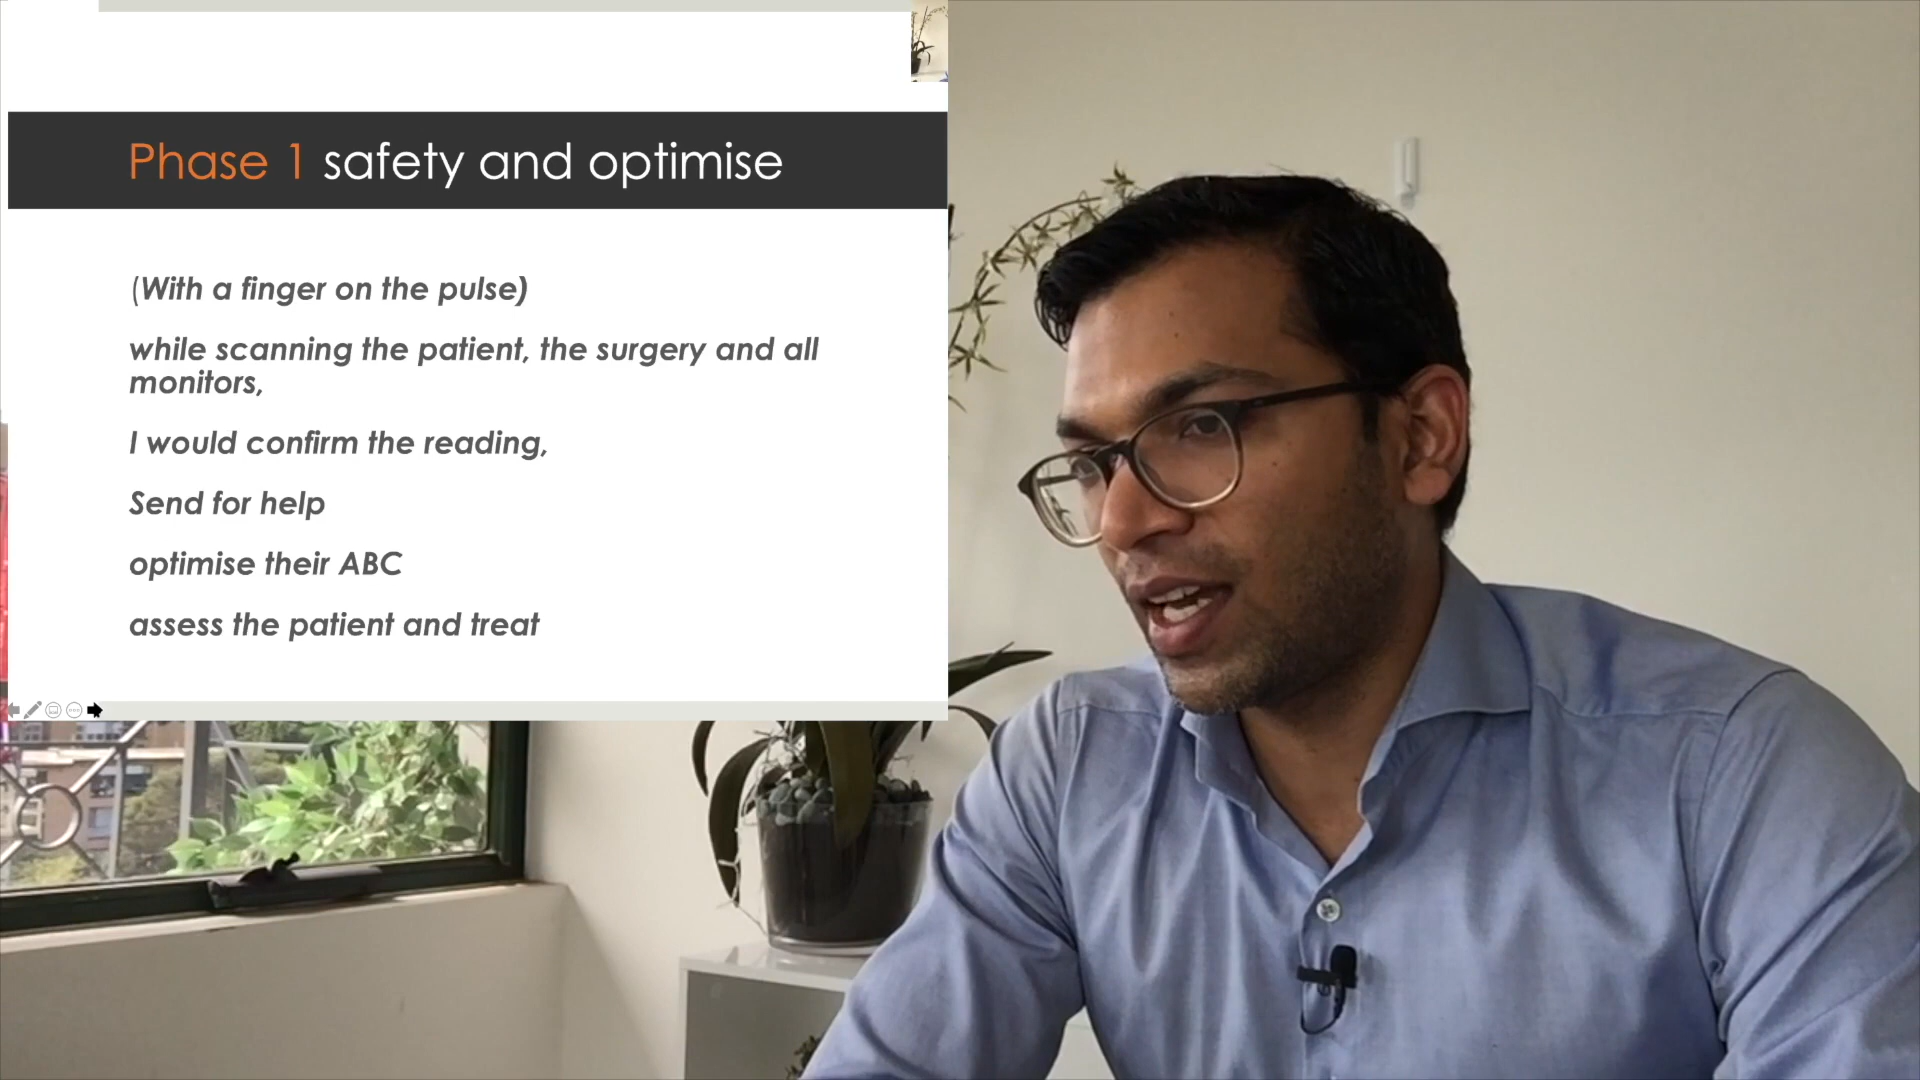 Phase 1 safety and optimise
(With a finger on the pulse)
while scanning the patient, the surgery and all
monitors,
I would confirm the reading,
Send for help
optimise their ABC
assess the patient and treat